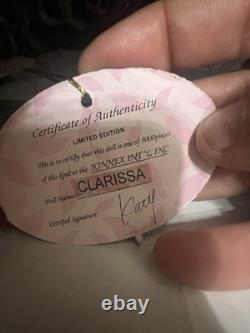 Certificate of Authenticity
LIMITED EDITION
This is to certify that this doll is one of 5000pieces
of this kind in the KINNEX INT'L INC
Doll Name: CLARISSA
Certified Signature:
ebay